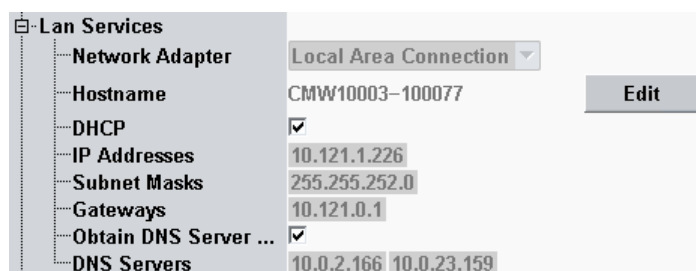 Lan Services
Network Adapter Local Area Connection
Hostname CMW10003-100077 Edit
DHCP
IP Addresses 10.121.1.226
Subnet Masks 255.255.252.0
Gateways 10.121.0.1
Obtain DNS Server ...
DNS Servers 10.0.2.166 10.0.23.159